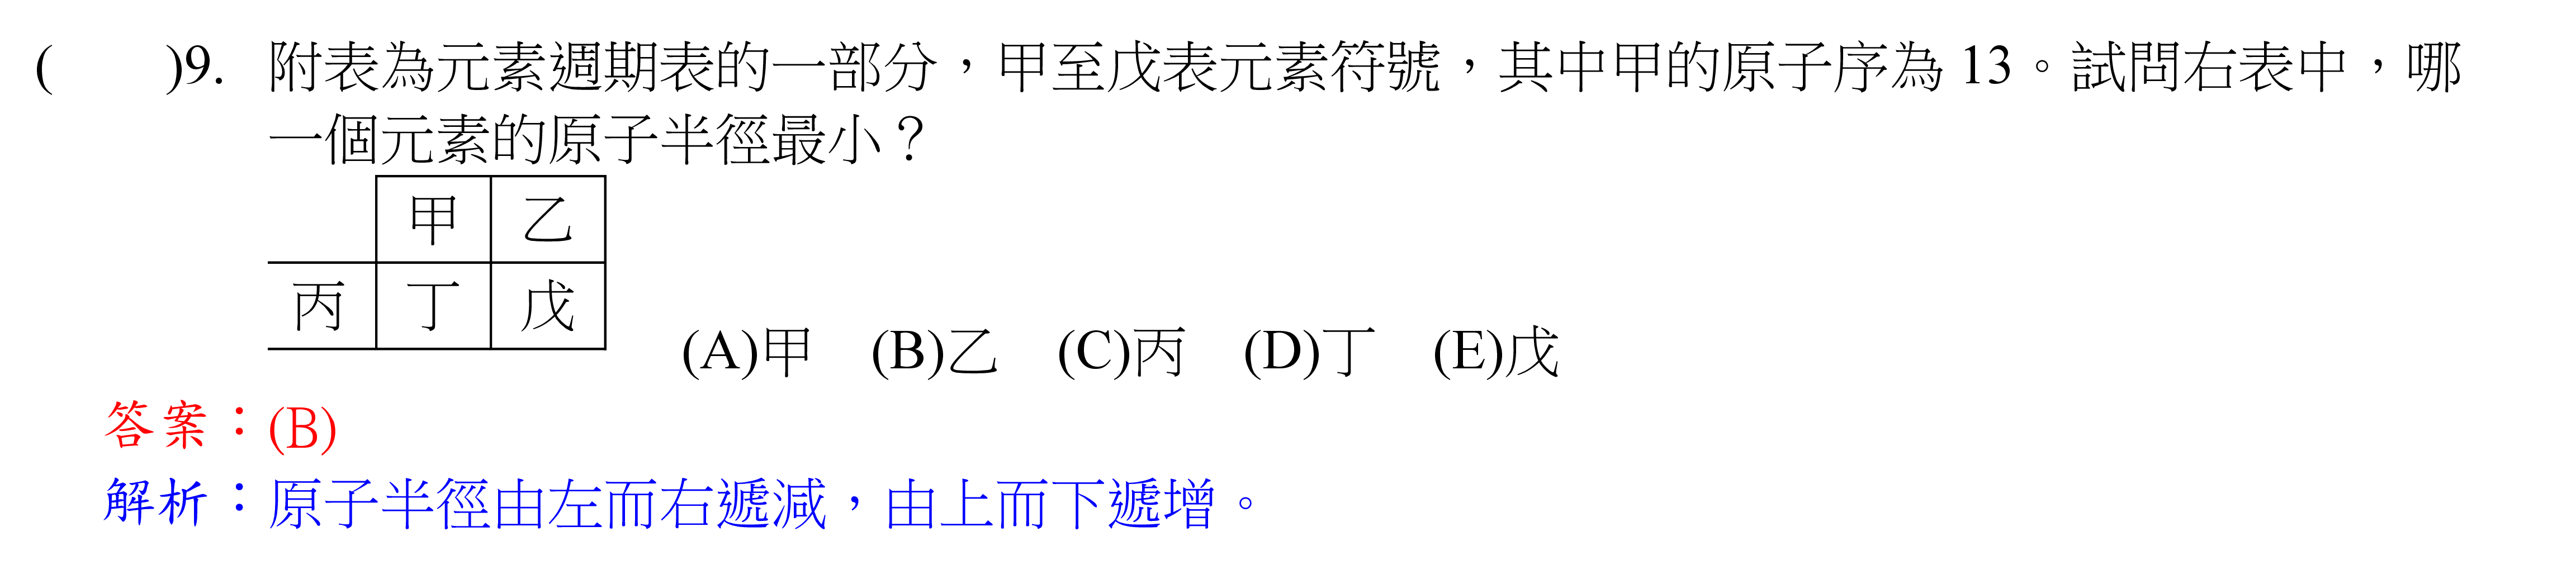 (　　)9. 附表為元素週期表的一部分，甲至戊表元素符號，其中甲的原子序為 13。試問右表中，哪
一個元素的原子半徑最小？
甲 乙
丙 丁 戊
(A)甲　(B)乙　(C)丙　(D)丁　(E)戊
答案：(B)
解析：原子半徑由左而右遞減，由上而下遞增。